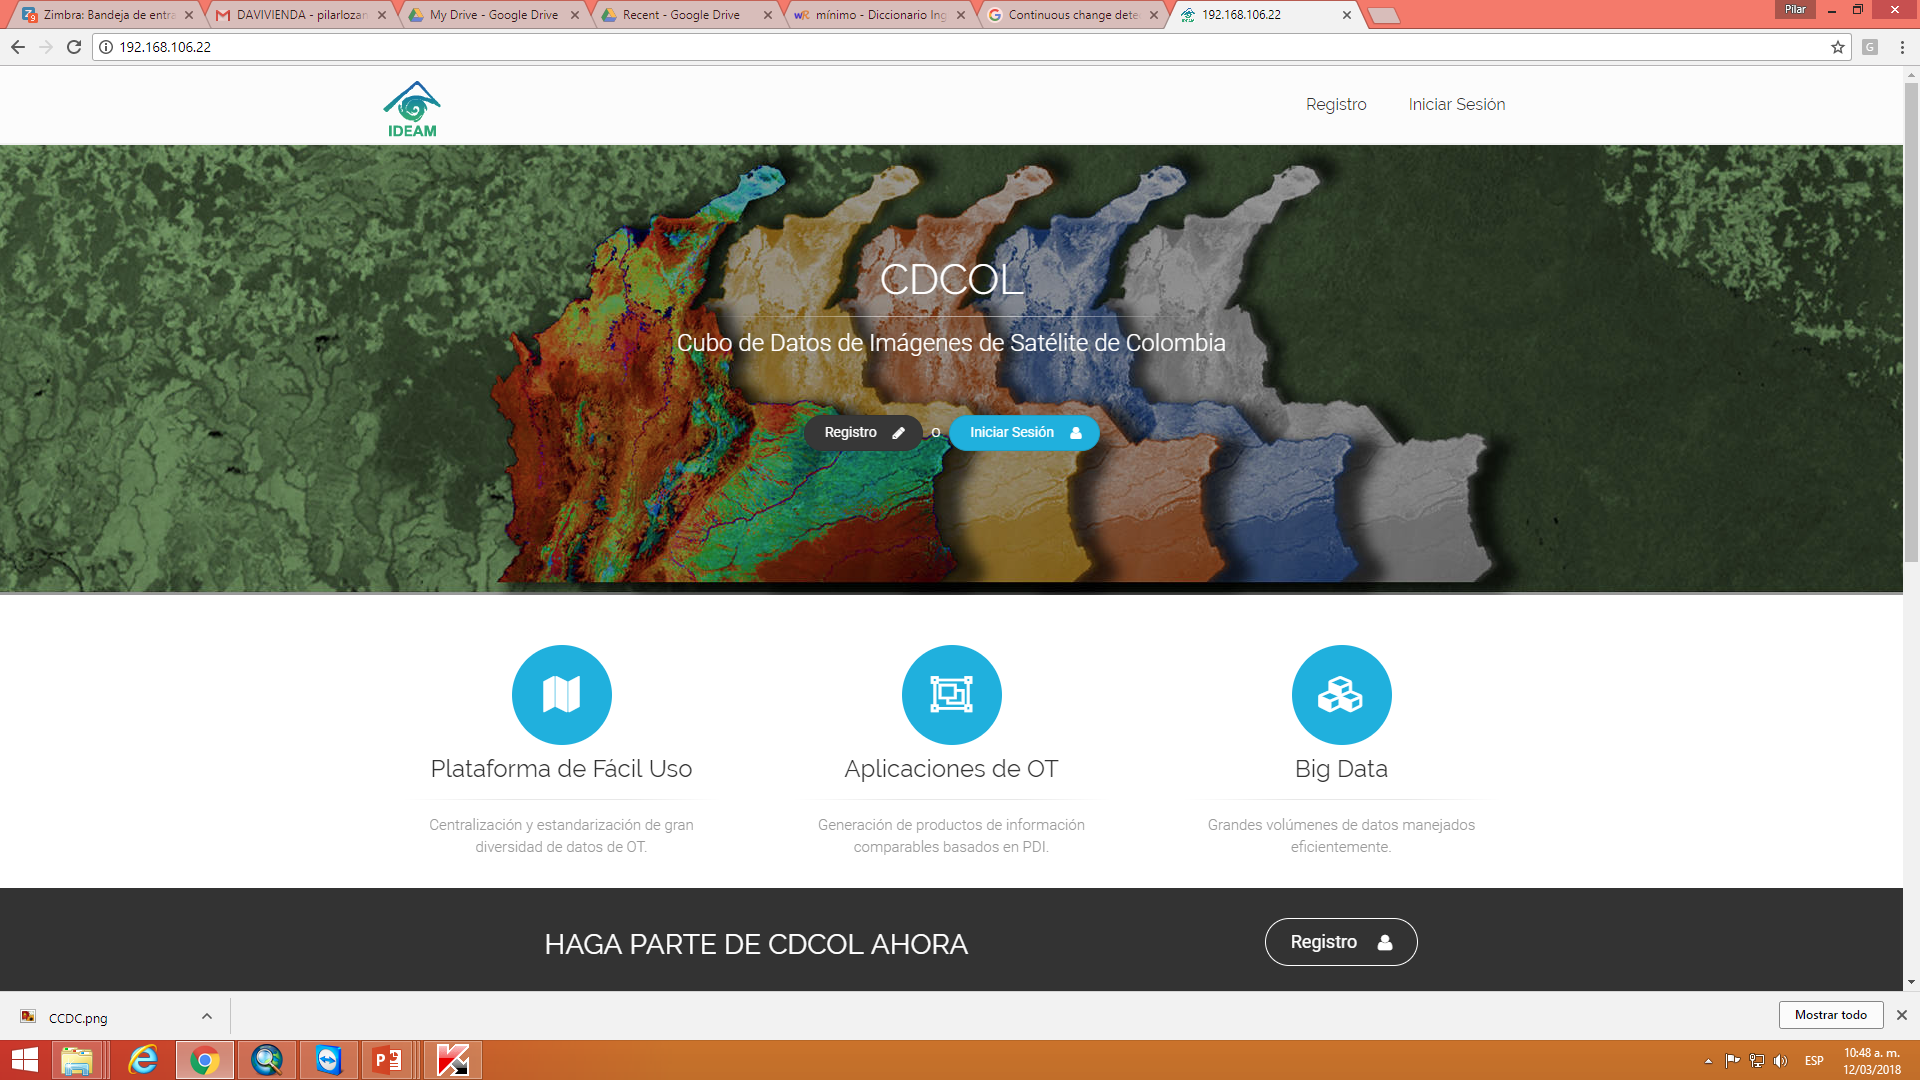 Zimbra: Bandeja de entra
DAVIVIENDA - pilarlozan
My Drive - Google Drive
Recent - Google Drive
mínimo - Diccionario Ing
Continuous change dete
192.168.106.22
Pilar
192.168.106.22
IDEAM
Registro
Iniciar Sesión
CDCOL
Cubo de Datos de Imágenes de Satélite de Colombia
Registro
O
Iniciar Sesión
Plataforma de Fácil Uso
Centralización y estandarización de gran
diversidad de datos de OT.
Aplicaciones de OT
Generación de productos de información
comparables basados en PDI.
Big Data
Grandes volúmenes de datos manejados
eficientemente.
HAGA PARTE DE CDCOL AHORA
Registro
CCDC.png
Mostrar todo
ESP
10:48 a. m.
12/03/2018